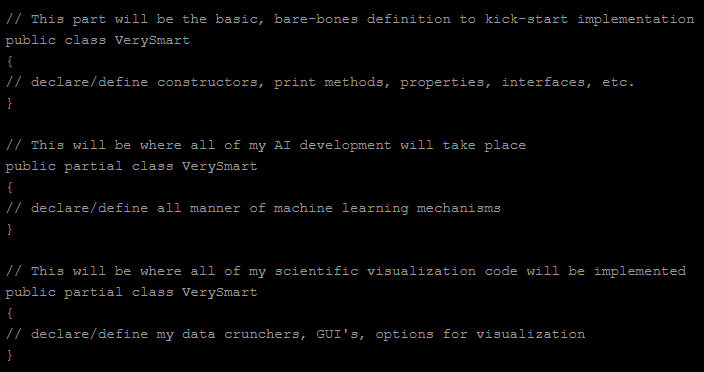 // This part will be the basic, bare-bones definition to kick-start implementation
public class VerySmart
{
// declare/define constructors, print methods, properties, interfaces, etc.
}
// This will be where all of my AI development will take place
public partial class VerySmart
{
// declare/define all manner of machine learning mechanisms
}
// This will be where all of my scientific visualization code will be implemented
public partial class VerySmart
{
// declare/define my data crunchers, GUI's, options for visualization
}